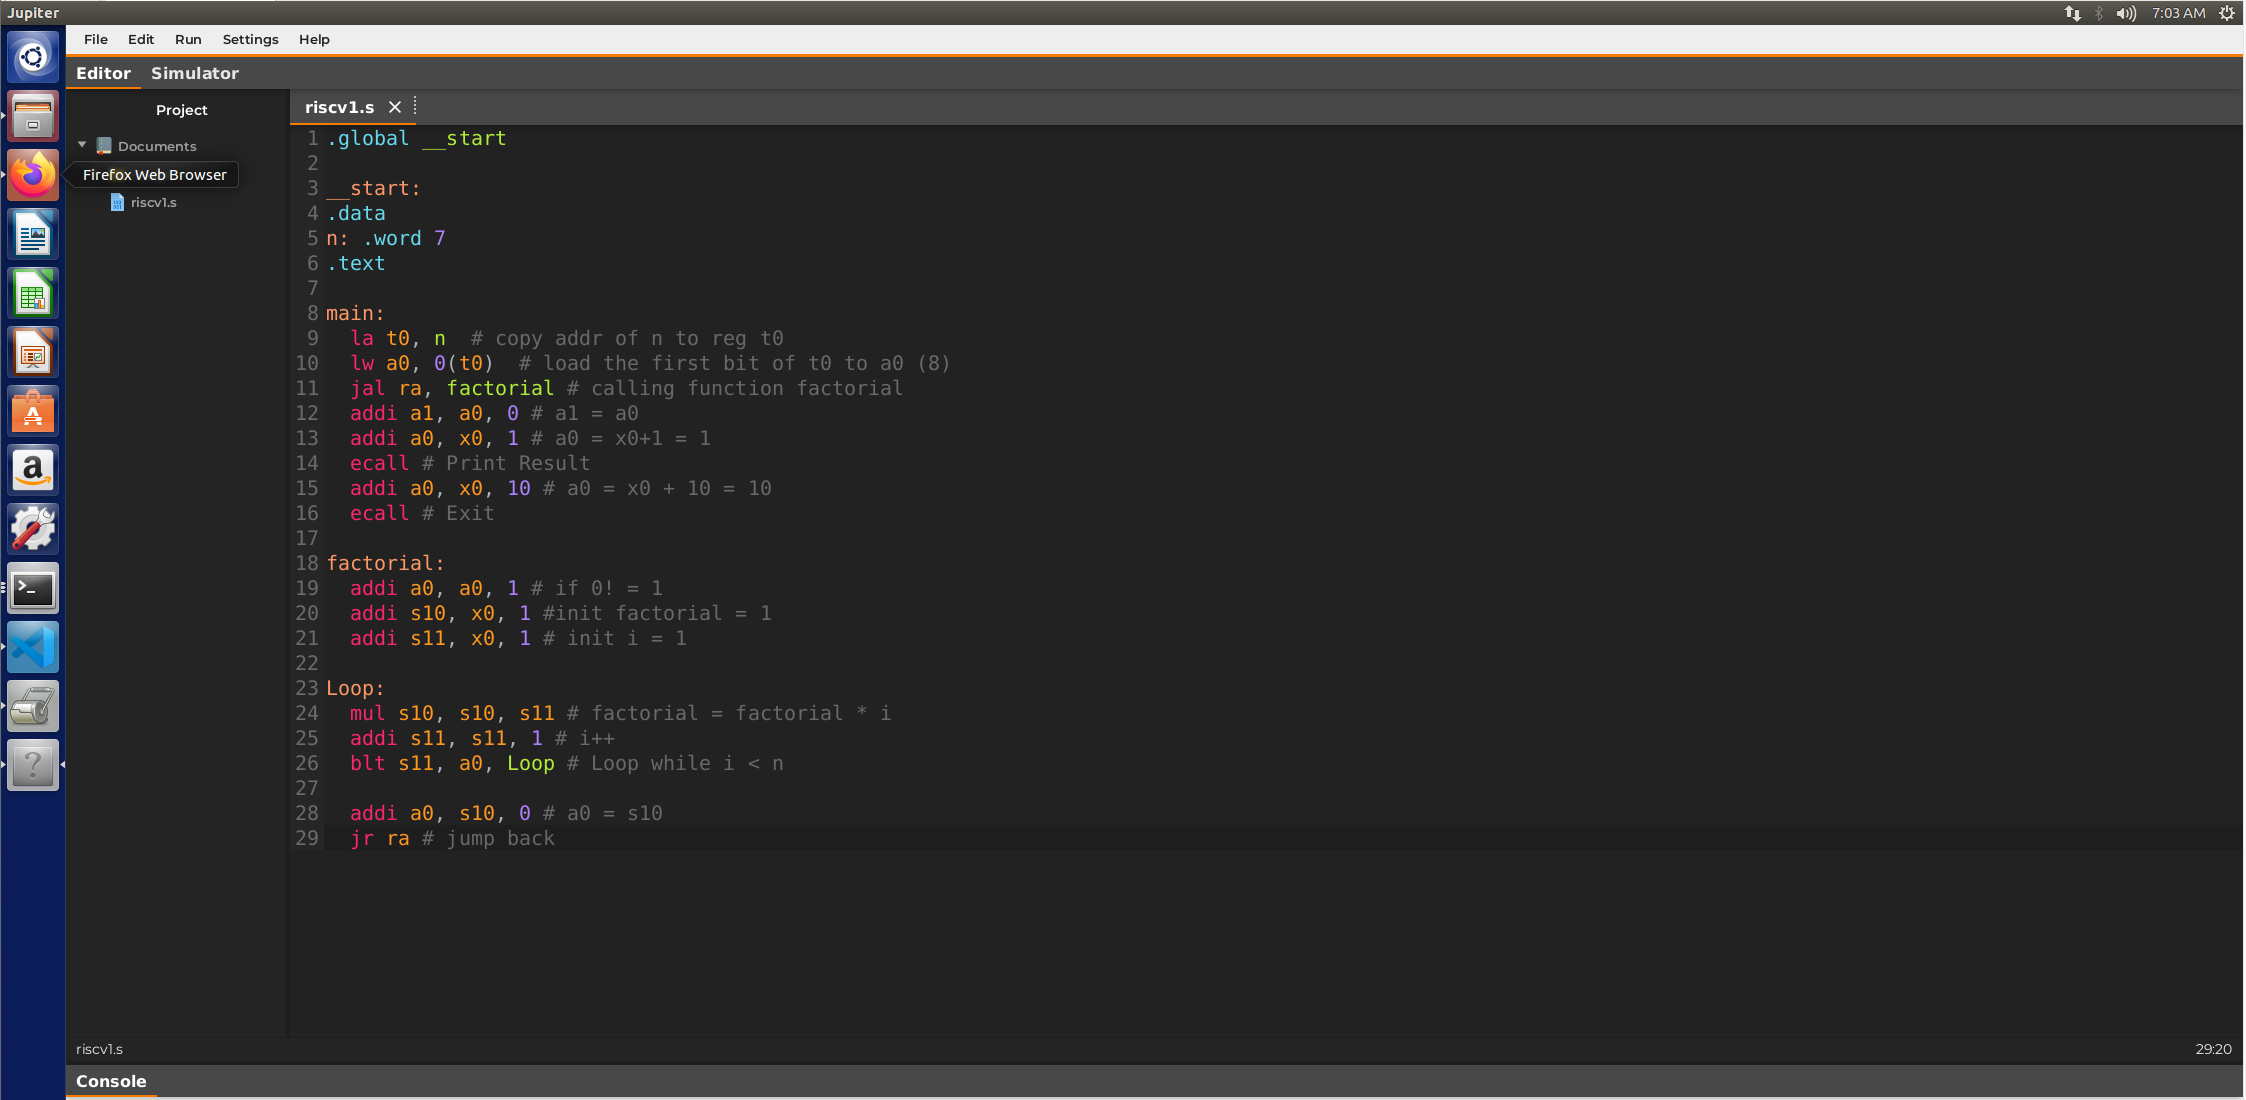 Jupiter
7:03 AM
File Edit Run Settings Help
Editor Simulator
Project
riscv1.s
Documents
Firefox Web Browser
riscv1.s
1 .global __start
2
3 __start:
4 .data
5 n: .word 7
6 .text
7
8 main:
9   la t0, n  # copy addr of n to reg t0
10   lw a0, 0(t0)  # load the first bit of t0 to a0 (8)
11   jal ra, factorial # calling function factorial
12   addi a1, a0, 0 # a1 = a0
13   addi a0, x0, 1 # a0 = x0+1 = 1
14   ecall # Print Result
15   addi a0, x0, 10 # a0 = x0 + 10 = 10
16   ecall # Exit
17
18 factorial:
19   addi a0, a0, 1 # if 0! = 1
20   addi s10, x0, 1 #init factorial = 1
21   addi s11, x0, 1 # init i = 1
22
23 Loop:
24   mul s10, s10, s11 # factorial = factorial * i
25   addi s11, s11, 1 # i++
26   blt s11, a0, Loop # Loop while i < n
27
28   addi a0, s10, 0 # a0 = s10
29   jr ra # jump back
riscv1.s
29:20
Console